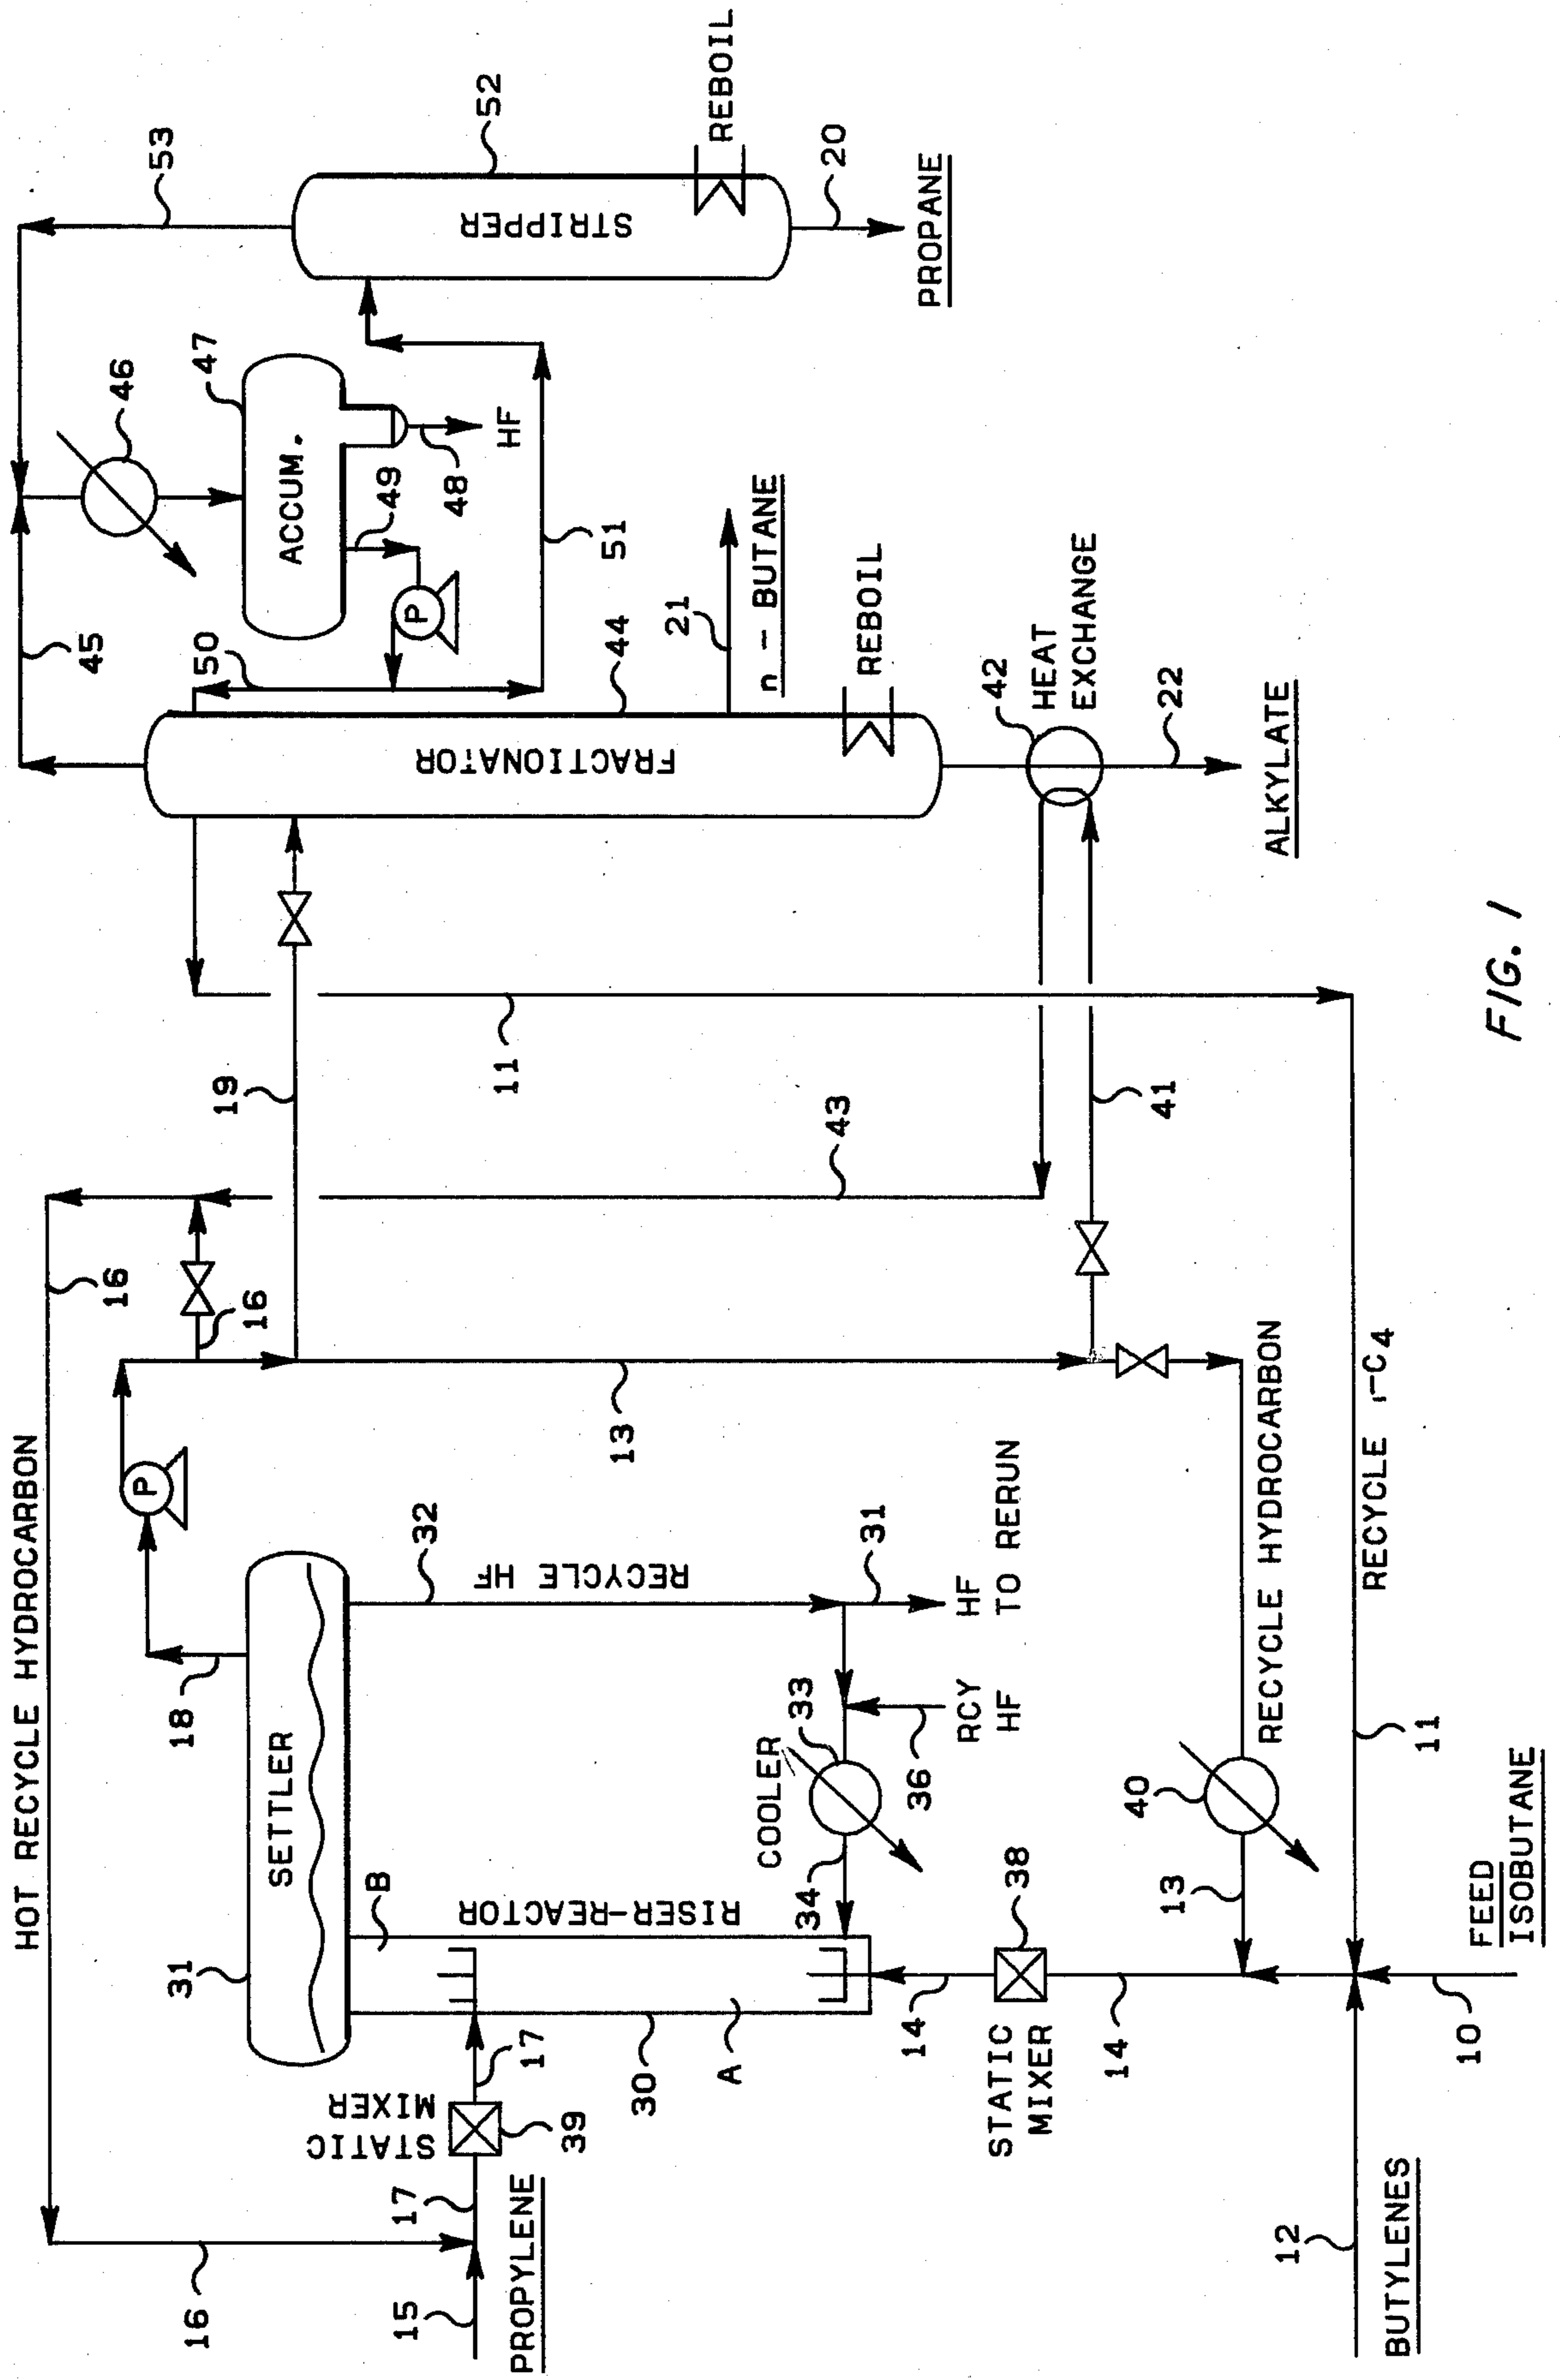 HOT RECYCLE HYDROCARBON
16
45
46
53
16
31
18
16
19
50
47
SETTLER
P
ACCUM.
15
17
STATIC
MIXER
B
32
P
49
48
HF
STRIPPER
52
PROPYLENE
39
17
RISER-REACTOR
RECYCLE HF
FRACTIONATOR
51
30
A
13
44
21
REBOIL
COOLER
34
33
31
43
n - BUTANE
20
14
36
RCY
HF
HF
TO RERUN
11
REBOIL
PROPANE
STATIC
MIXER
38
42
HEAT
EXCHANGE
14
13
40
41
22
12
RECYCLE HYDROCARBON
ALKYLATE
BUTYLENES
10
11
RECYCLE i-C4
FEED
ISOBUTANE
FIG. 1